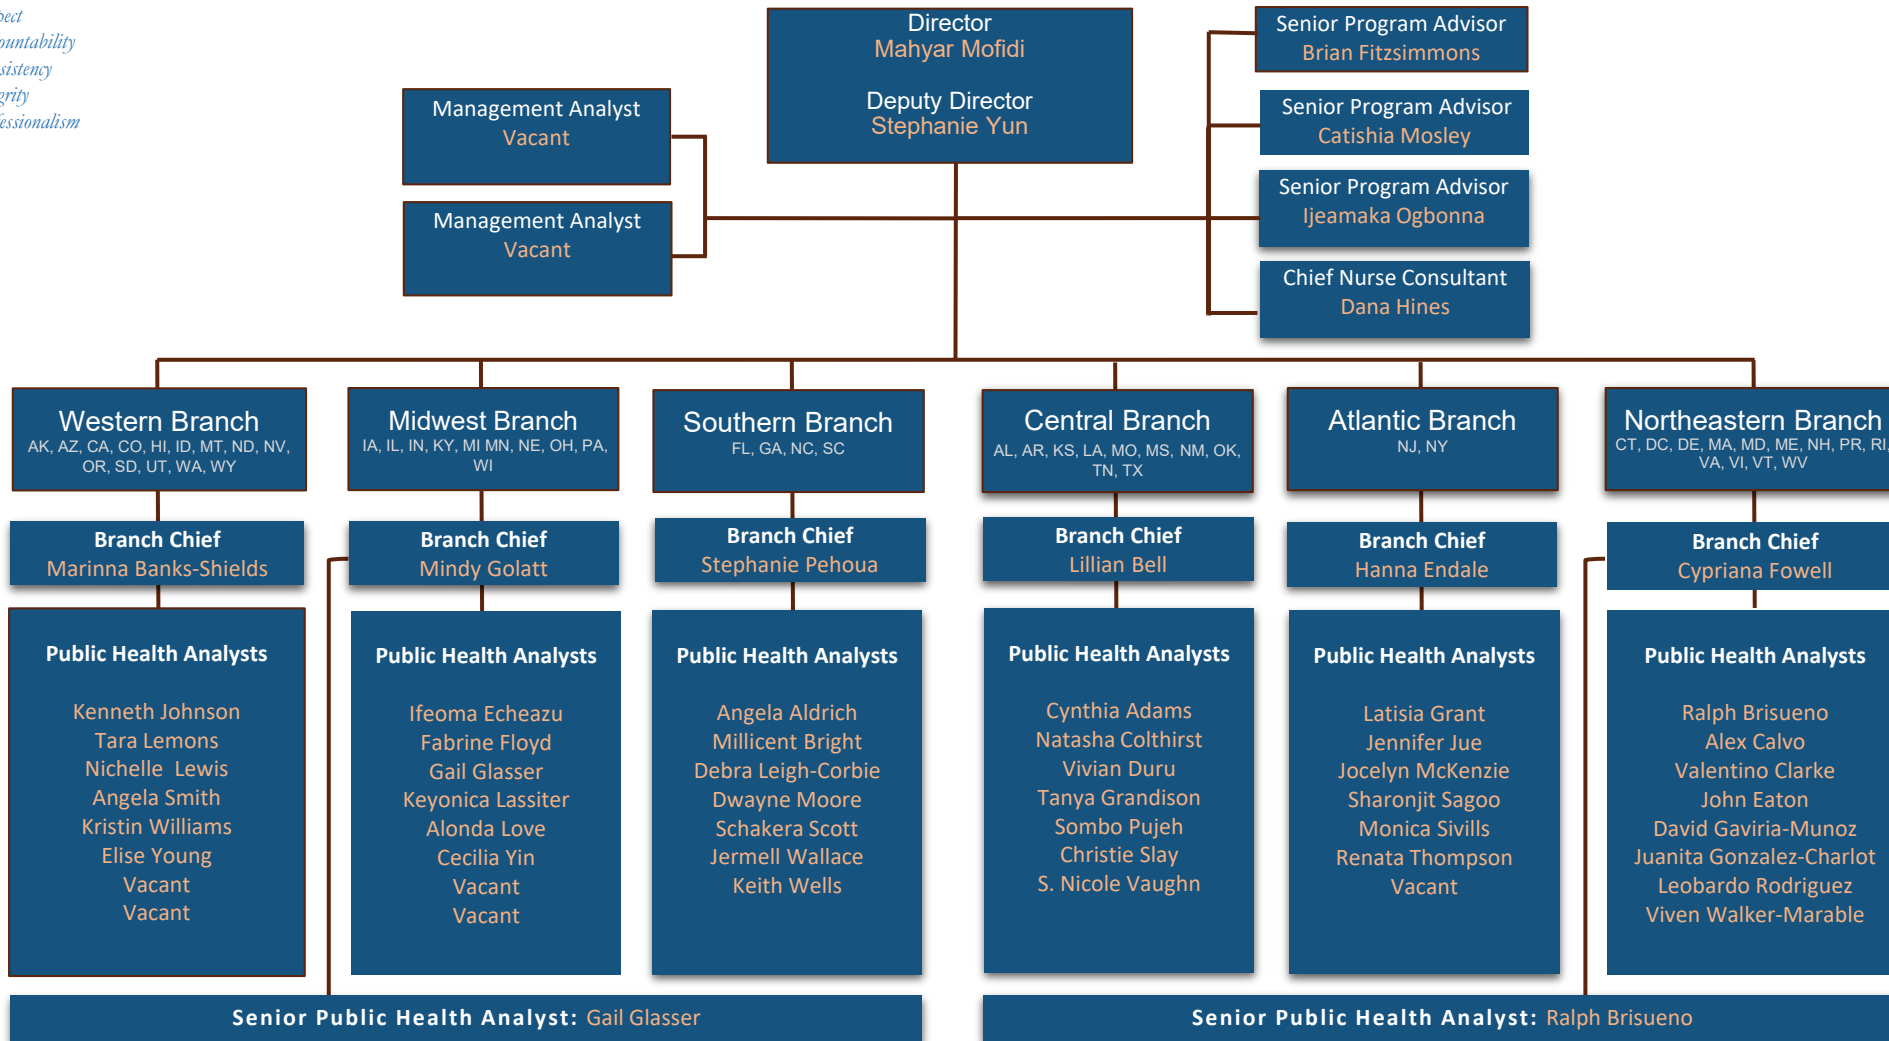 Director
Mahyar Mofidi
Deputy Director
Stephanie Yun
Management Analyst
Vacant
Management Analyst
Vacant
Senior Program Advisor
Brian Fitzsimmons
Senior Program Advisor
Catishia Mosley
Senior Program Advisor
Ijeamaka Ogbonna
Chief Nurse Consultant
Dana Hines
Western Branch
AK, AZ, CA, CO, HI, ID, MT, ND, NV,
OR, SD, UT, WA, WY
Branch Chief
Marinna Banks-Shields
Public Health Analysts
Kenneth Johnson
Tara Lemons
Nichelle Lewis
Angela Smith
Kristin Williams
Elise Young
Vacant
Vacant
Midwest Branch
IA, IL, IN, KY, MI MN, NE, OH, PA,
WI
Branch Chief
Mindy Golatt
Public Health Analysts
Ifeoma Echeazu
Fabrine Floyd
Gail Glasser
Keyonica Lassiter
Alonda Love
Cecilia Yin
Vacant
Vacant
Southern Branch
FL, GA, NC, SC
Branch Chief
Stephanie Pehoua
Public Health Analysts
Angela Aldrich
Millicent Bright
Debra Leigh-Corbie
Dwayne Moore
Schakera Scott
Jermell Wallace
Keith Wells
Central Branch
AL, AR, KS, LA, MO, MS, NM, OK,
TN, TX
Branch Chief
Lillian Bell
Public Health Analysts
Cynthia Adams
Natasha Colthirst
Vivian Duru
Tanya Grandison
Sombo Pujeh
Christie Slay
S. Nicole Vaughn
Atlantic Branch
NJ, NY
Branch Chief
Hanna Endale
Public Health Analysts
Latisia Grant
Jennifer Jue
Jocelyn McKenzie
Sharonjit Sagoo
Monica Sivills
Renata Thompson
Vacant
Northeastern Branch
CT, DC, DE, MA, MD, ME, NH, PR, RI,
VA, VI, VT, WV
Branch Chief
Cypriana Fowell
Public Health Analysts
Ralph Brisueno
Alex Calvo
Valentino Clarke
John Eaton
David Gaviria-Munoz
Juanita Gonzalez-Charlot
Leobardo Rodriguez
Viven Walker-Marable
Senior Public Health Analyst: Gail Glasser
Senior Public Health Analyst: Ralph Brisueno